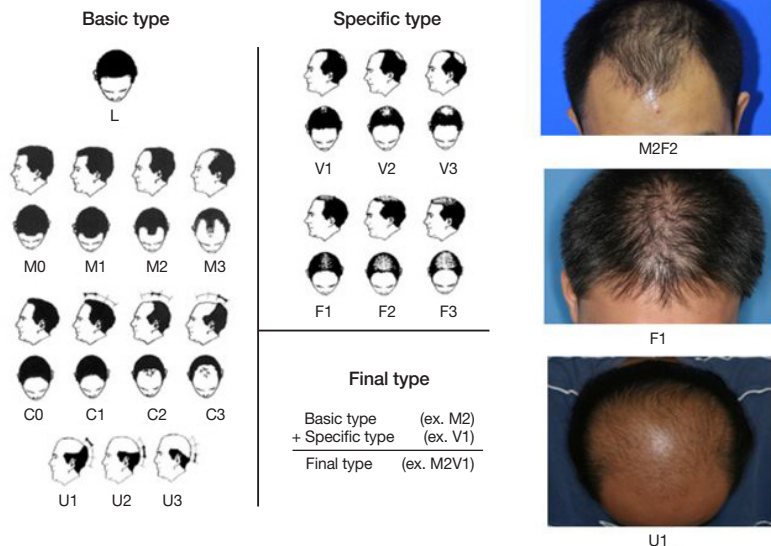 Basic type
L
M0 M1 M2 M3
C0 C1 C2 C3
U1 U2 U3
Specific type
V1 V2 V3
F1 F2 F3
Final type
Basic type (ex. M2)
+ Specific type (ex. V1)
Final type (ex. M2V1)
M2F2
F1
U1